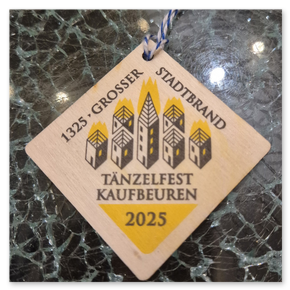 1325 · GROSSER STADTBRAND
TÄNZELFEST
KAUFBEUREN
2025